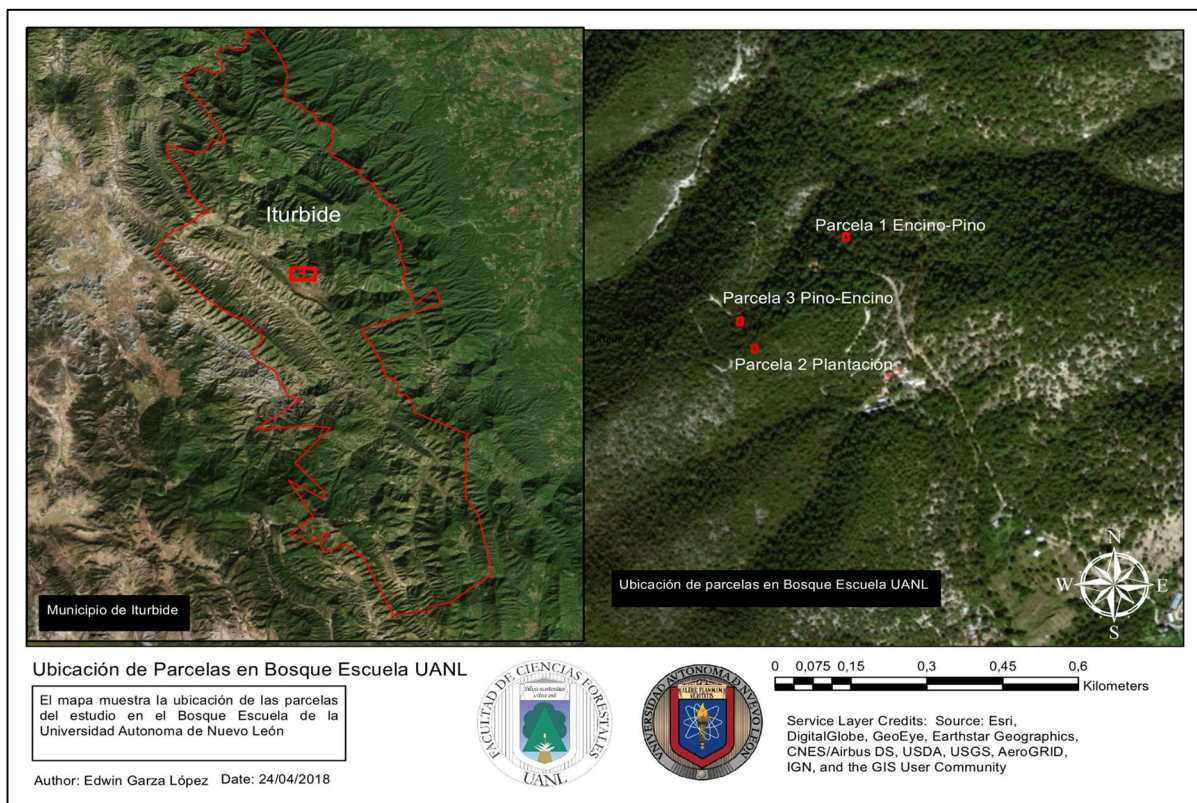 Iturbide
Municipio de Iturbide
Parcela 1 Encino-Pino
Parcela 3 Pino-Encino
Parcela 2 Plantación
Ubicación de parcelas en Bosque Escuela UANL
N
W E
S
Ubicación de Parcelas en Bosque Escuela UANL
El mapa muestra la ubicación de las parcelas
del estudio en el Bosque Escuela de la
Universidad Autonoma de Nuevo León
Author: Edwin Garza López Date: 24/04/2018
FACULTAD DE CIENCIAS FORESTALES
UANL
UNIVERSIDAD AVTONOMA D NVEVO LEON
ALERE FLAMMAM
VERITATIS
0 0,075 0,15 0,3 0,45 0,6
Kilometers
Service Layer Credits: Source: Esri,
DigitalGlobe, GeoEye, Earthstar Geographics,
CNES/Airbus DS, USDA, USGS, AeroGRID,
IGN, and the GIS User Community